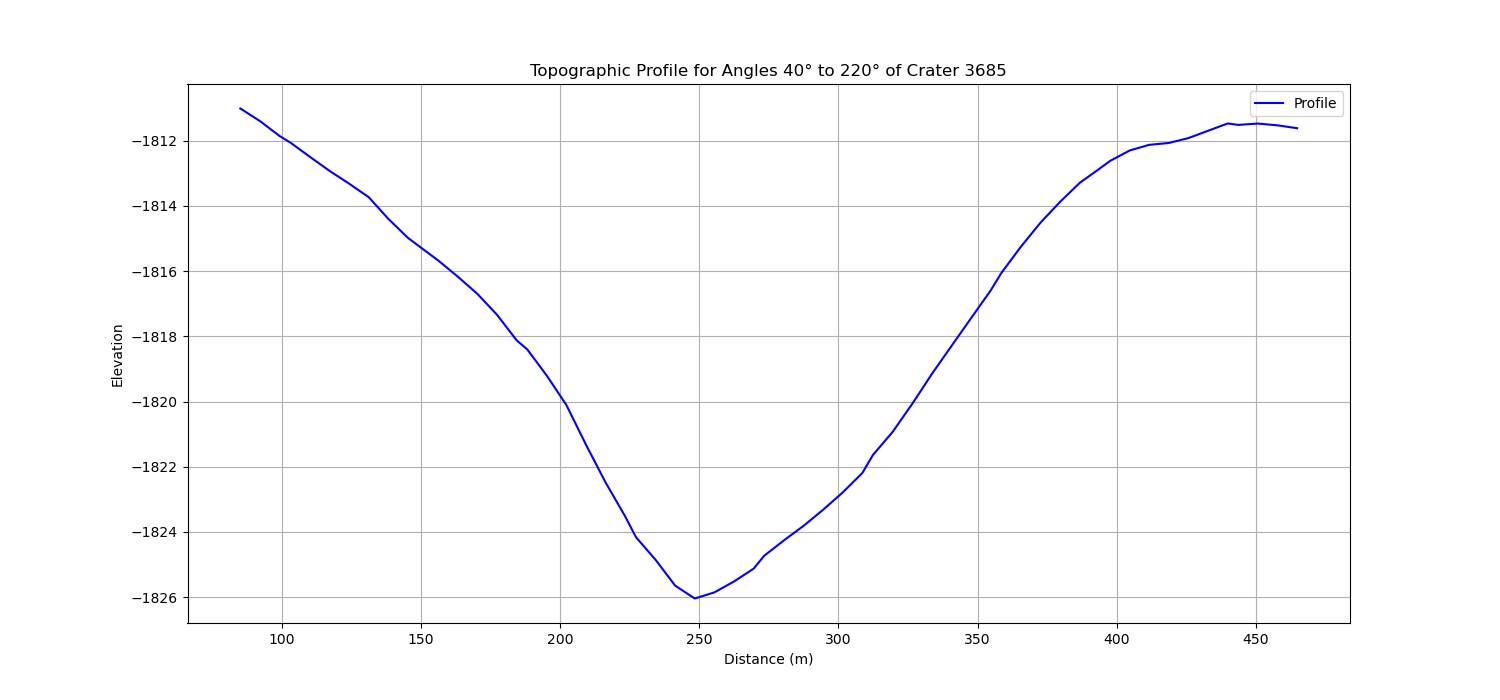 Topographic Profile for Angles 40° to 220° of Crater 3685
Profile
Elevation
−1812
−1814
−1816
−1818
−1820
−1822
−1824
−1826
100 150 200 250 300 350 400 450
Distance (m)